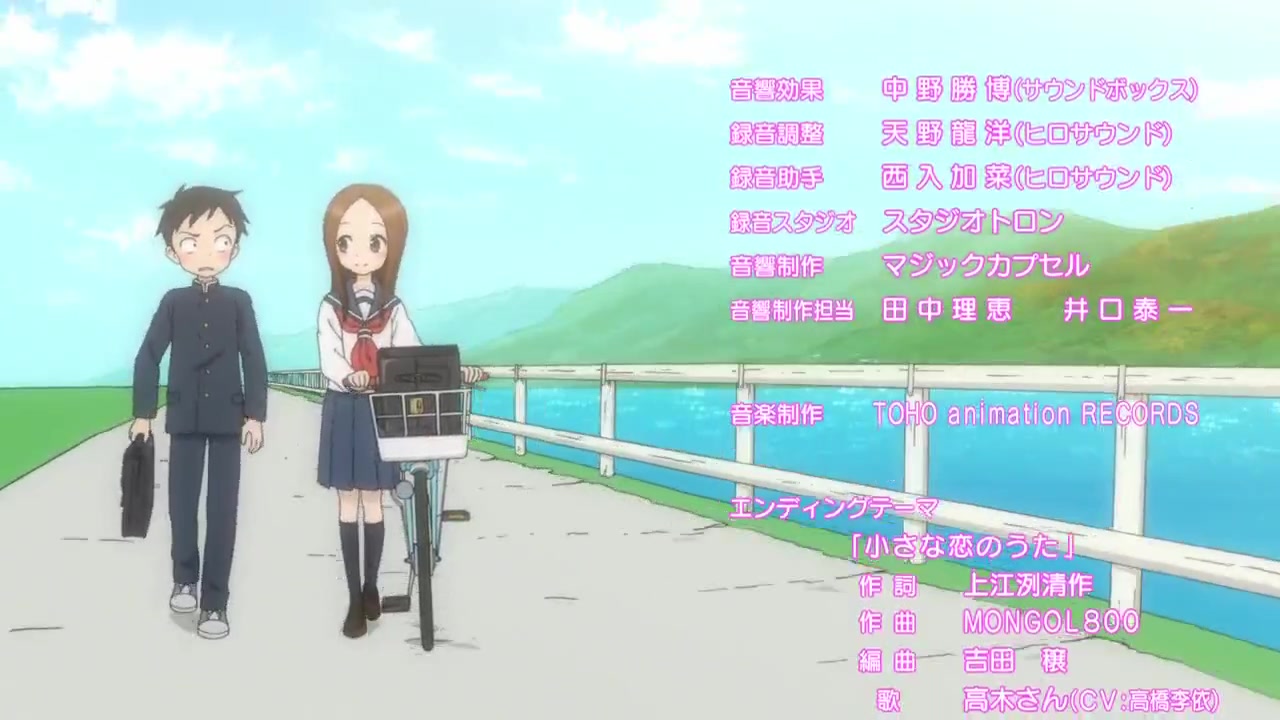 音響効果 中野勝博(サウンドボックス)
録音調整 天野龍洋(ヒロサウンド)
録音助手 西入加菜(ヒロサウンド)
録音スタジオ スタジオトロン
音響制作 マジックカプセル
音響制作担当 田中理恵 井口泰一
音楽制作 TOHO animation RECORDS
エンディングテーマ
「小さな恋のうた」
作詞 上江洌清作
作曲 MONGOL800
編曲 吉田 穣
歌 高木さん(CV:高橋李依)